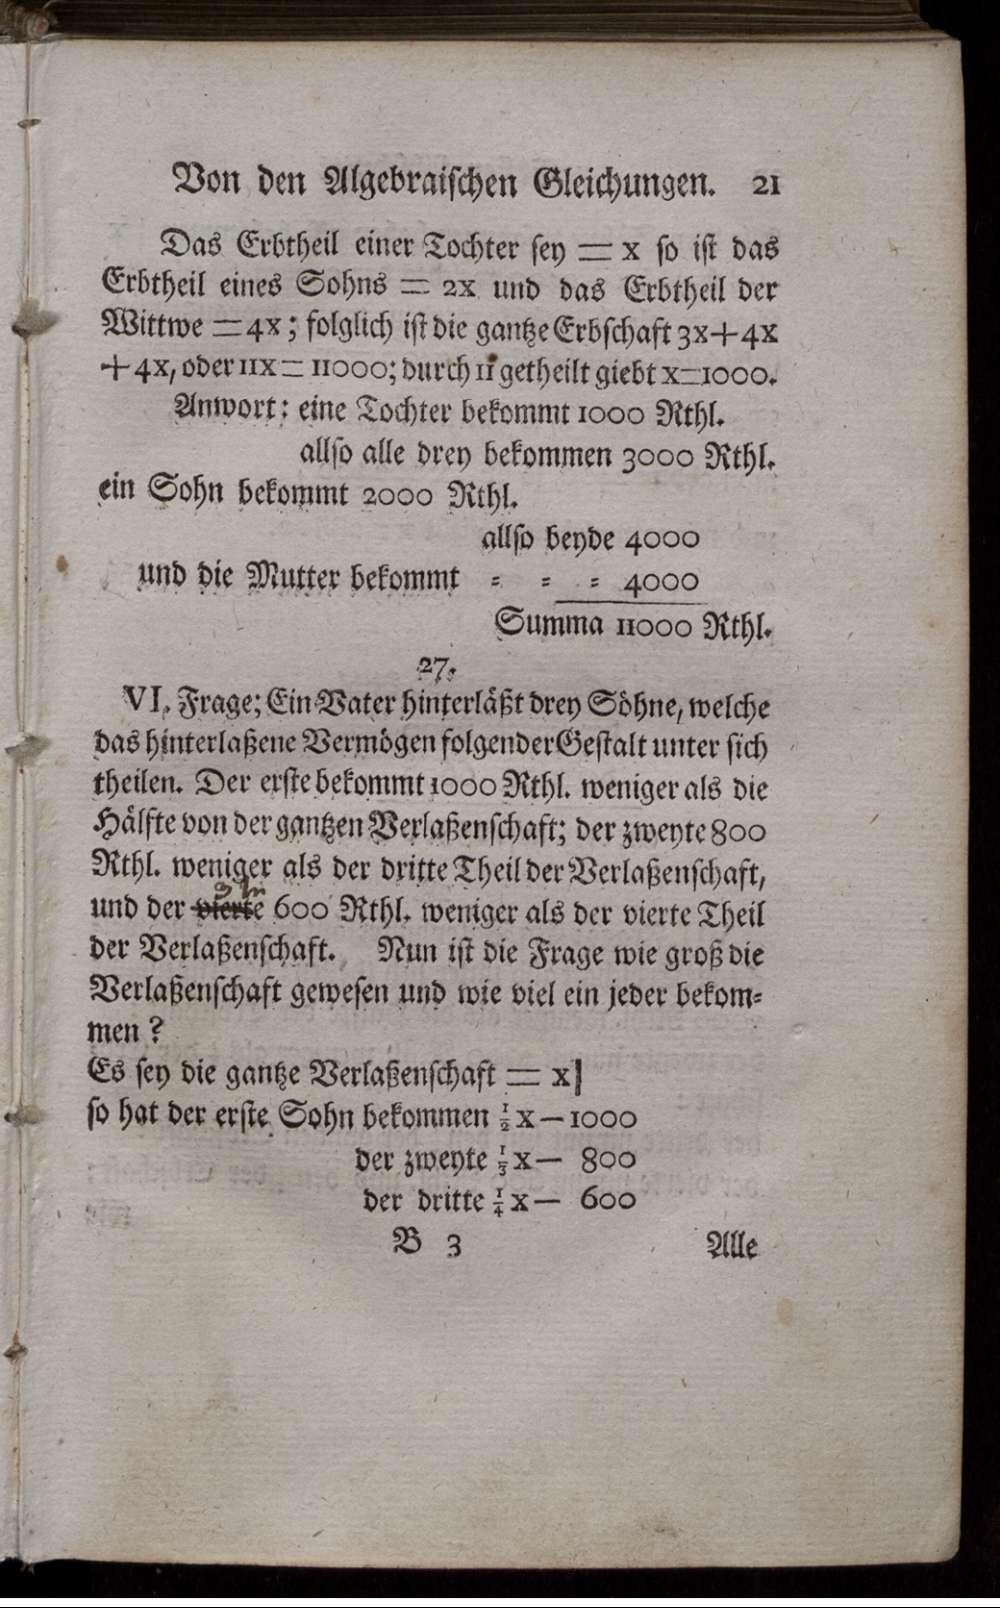 Von den Algebraischen Gleichungen. 21
Das Erbtheil einer Tochter sey = x so ist das
Erbtheil eines Sohns = 2x und das Erbtheil der
Wittwe = 4x; folglich ist die gantze Erbschaft 3x+4x
+4x, oder 11x = 11000; durch 11 getheilt giebt x=1000.
Anwort: eine Tochter bekommt 1000 Rthl.
allso alle drey bekommen 3000 Rthl.
ein Sohn bekommt 2000 Rthl.
allso beyde 4000
und die Mutter bekommt = = = 4000
Summa 11000 Rthl.
27.
VI. Frage; Ein Vater hinterläßt drey Söhne, welche
das hinterlaßene Vermögen folgender Gestalt unter sich
theilen. Der erste bekommt 1000 Rthl. weniger als die
Hälfte von der gantzen Verlaßenschaft; der zweyte 800
Rthl. weniger als der dritte Theil der Verlaßenschaft,
und der vierte 600 Rthl. weniger als der vierte Theil
der Verlaßenschaft. Nun ist die Frage wie groß die
Verlaßenschaft gewesen und wie viel ein jeder bekom=
men?
Es sey die gantze Verlaßenschaft = x]
so hat der erste Sohn bekommen ½x—1000
der zweyte ⅓x— 800
der dritte ¼x— 600
B 3 Alle